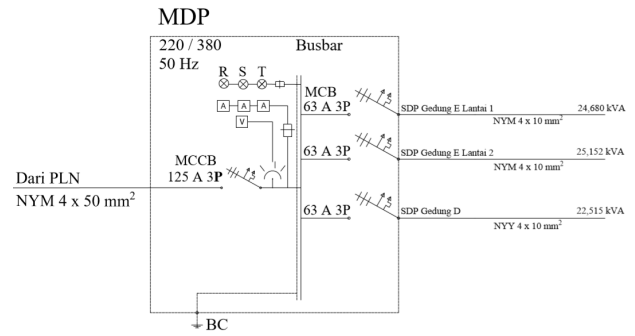 MDP
220 / 380
50 Hz
Busbar
R S T
A A A
V
MCB
63 A 3P
SDP Gedung E Lantai 1
24,680 kVA
NYM 4 x 10 mm²
63 A 3P
SDP Gedung E Lantai 2
25,152 kVA
NYM 4 x 10 mm²
MCCB
125 A 3P
Dari PLN
NYM 4 x 50 mm²
63 A 3P
SDP Gedung D
22,515 kVA
NYY 4 x 10 mm²
BC